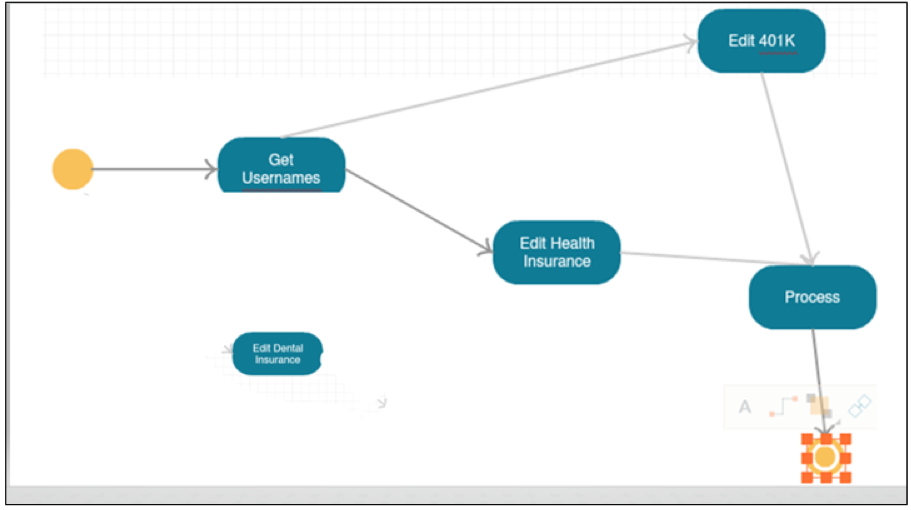 Edit 401K
Get
Usernames
Edit Health
Insurance
Process
Edit Dental
Insurance
A